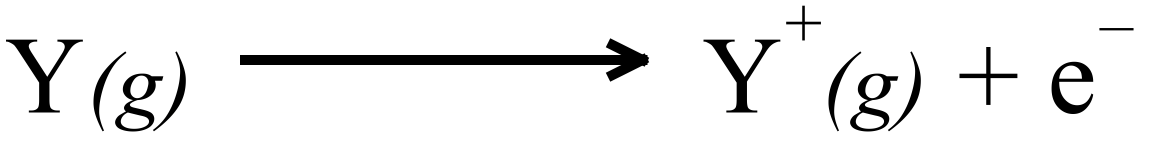 Y(g) ⟶ Y⁺(g) + e⁻